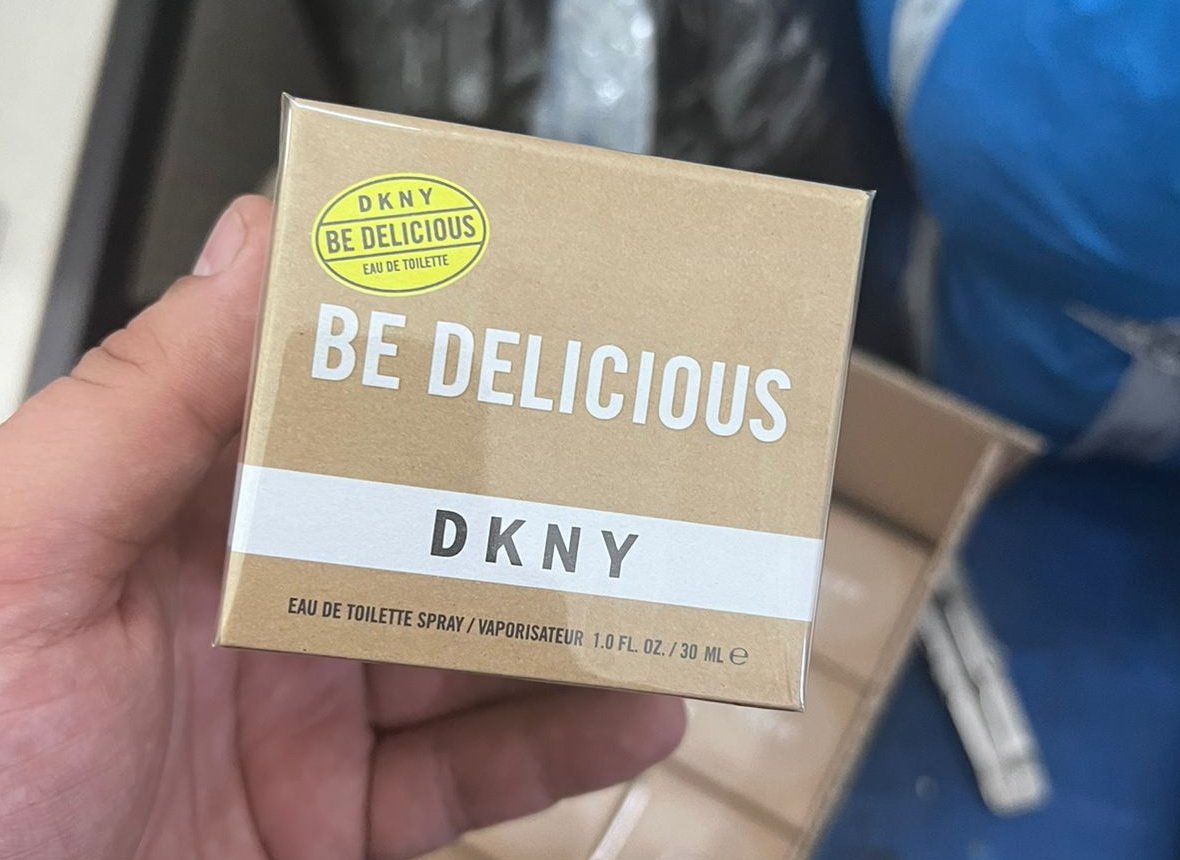 DKNY
BE DELICIOUS
EAU DE TOILETTE
BE DELICIOUS
DKNY
EAU DE TOILETTE SPRAY / VAPORISATEUR 1.0 FL. OZ. / 30 ML ℮